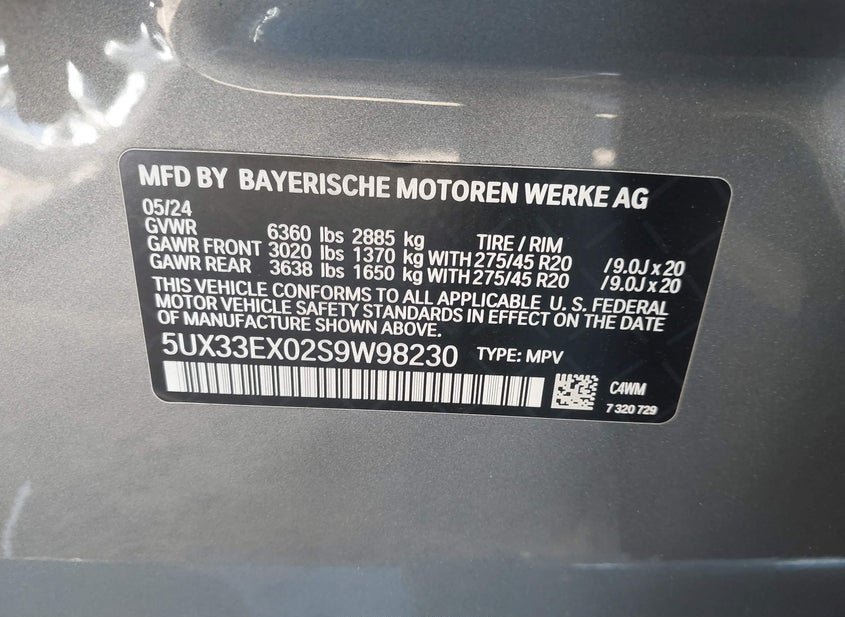 MFD BY BAYERISCHE MOTOREN WERKE AG
05/24
GVWR 6360 lbs 2885 kg TIRE / RIM
GAWR FRONT 3020 lbs 1370 kg WITH 275/45 R20 /9.0J x 20
GAWR REAR 3638 lbs 1650 kg WITH 275/45 R20 /9.0J x 20
THIS VEHICLE CONFORMS TO ALL APPLICABLE U.S. FEDERAL
MOTOR VEHICLE SAFETY STANDARDS IN EFFECT ON THE DATE
OF MANUFACTURE SHOWN ABOVE.
5UX33EX02S9W98230 TYPE: MPV
C4WM
7 320 729